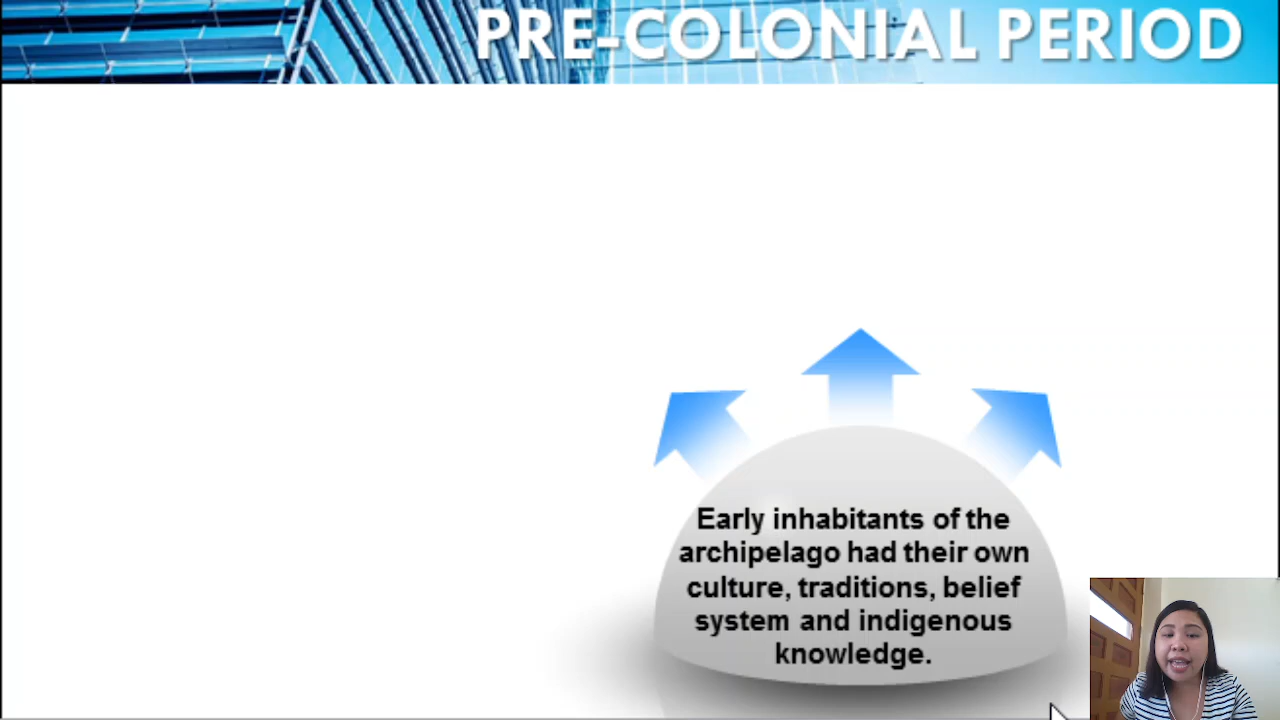 PRE-COLONIAL PERIOD
Early inhabitants of the
archipelago had their own
culture, traditions, belief
system and indigenous
knowledge.